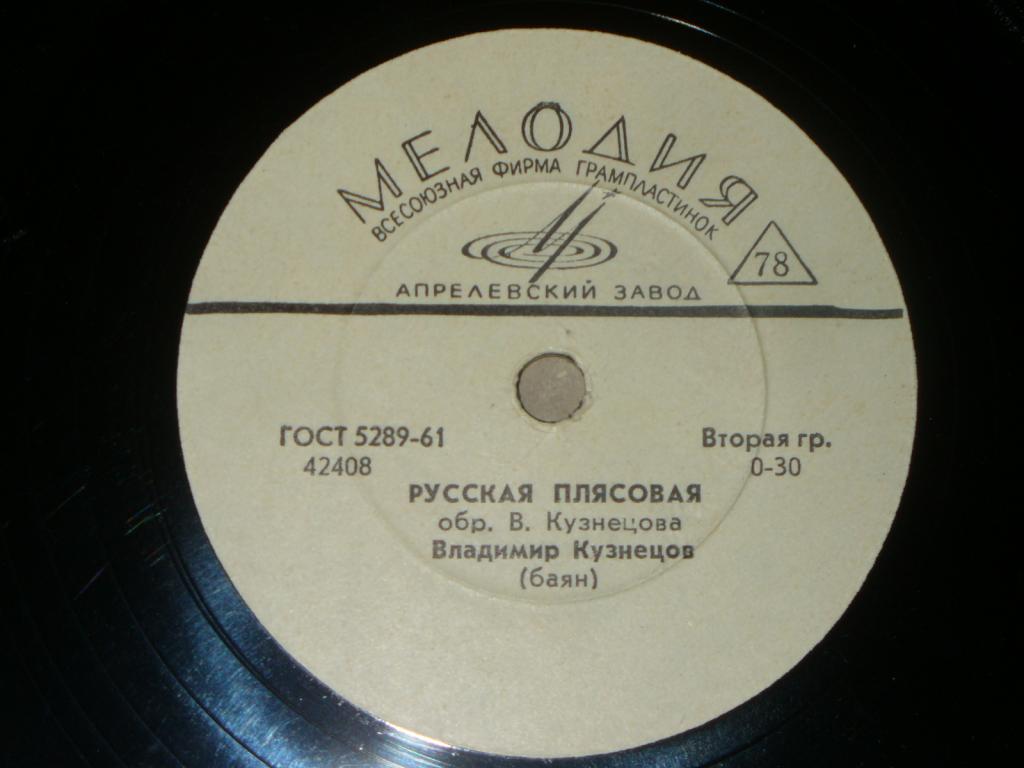 МЕЛОДИЯ
ВСЕСОЮЗНАЯ ФИРМА ГРАМПЛАСТИНОК
78
АПРЕЛЕВСКИЙ ЗАВОД
ГОСТ 5289-61
42408
Вторая гр.
0-30
РУССКАЯ ПЛЯСОВАЯ
обр. В. Кузнецова
Владимир Кузнецов
(баян)